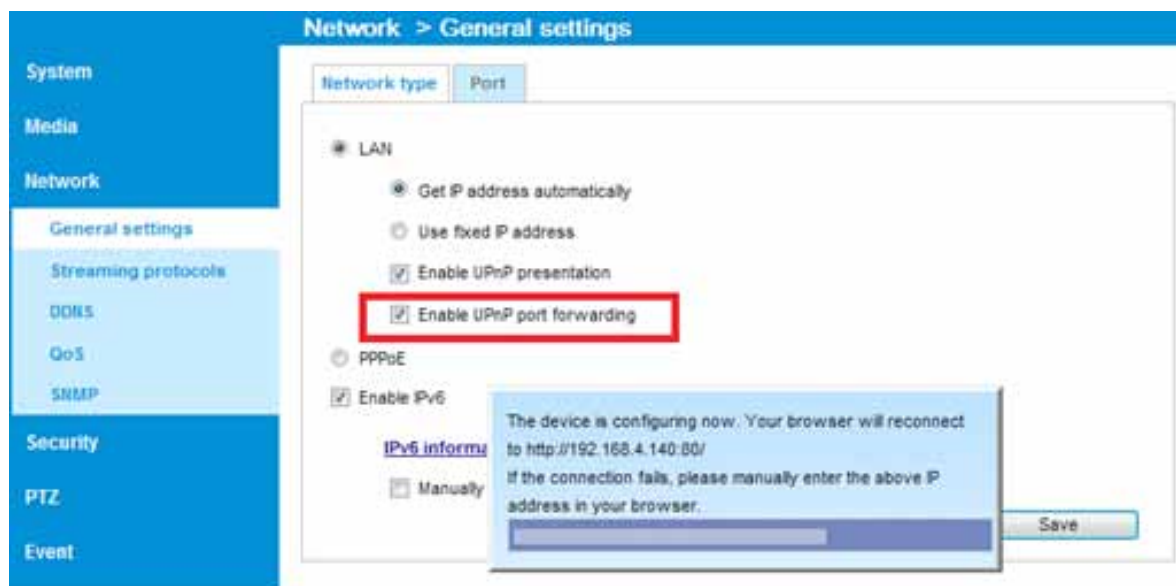 Network > General settings
System
Media
Network
General settings
Streaming protocols
DDNS
QoS
SNMP
Security
PTZ
Event
Network type
Port
LAN
Get IP address automatically
Use fixed IP address
Enable UPnP presentation
Enable UPnP port forwarding
PPPoE
Enable IPv6
IPv6 informa
Manually
The device is configuring now. Your browser will reconnect
to http://192.168.4.140:80/
If the connection fails, please manually enter the above IP
address in your browser.
Save